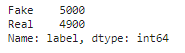 Fake    5000
Real    4900
Name: label, dtype: int64